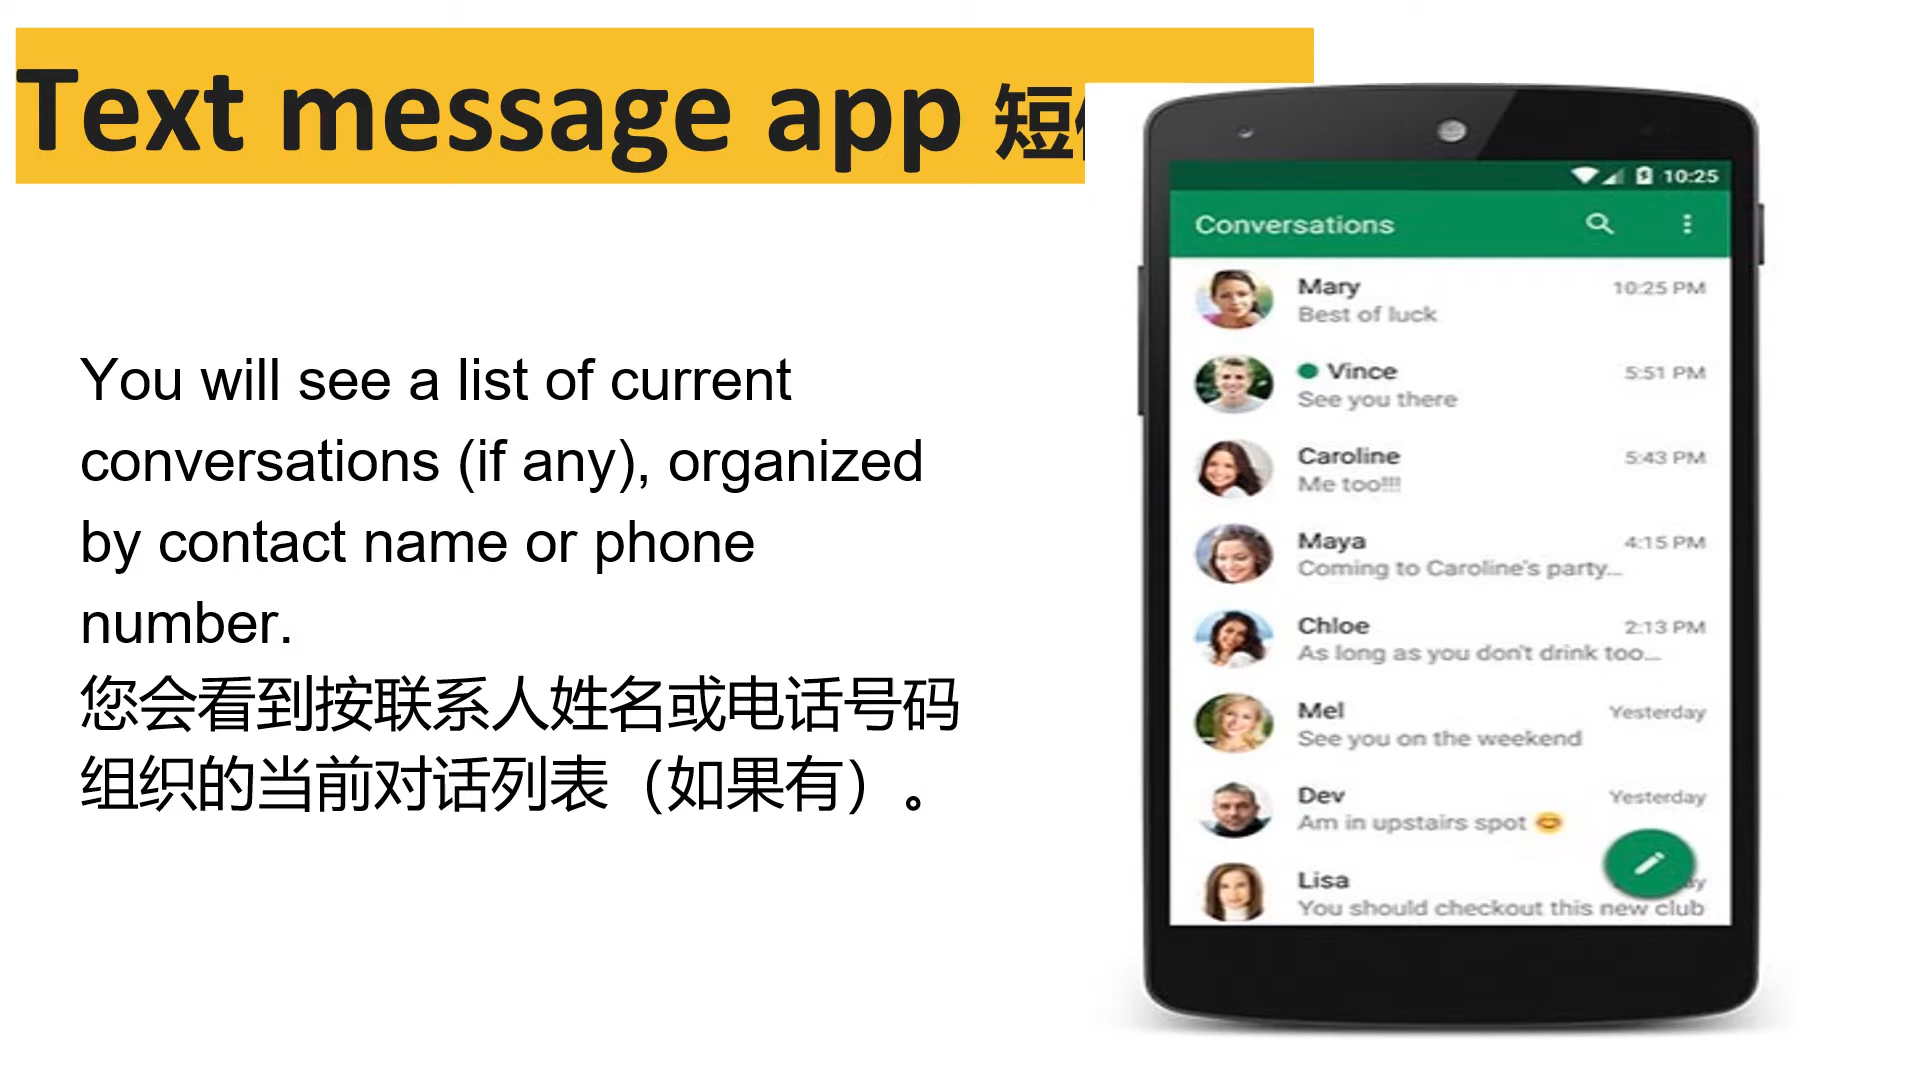 Text message app 短
You will see a list of current
conversations (if any), organized
by contact name or phone
number.
您会看到按联系人姓名或电话号码
组织的当前对话列表（如果有）。
10:25
Conversations
Mary 10:25 PM
Best of luck
Vince 5:51 PM
See you there
Caroline 5:43 PM
Me too!!!
Maya 4:15 PM
Coming to Caroline's party...
Chloe 2:13 PM
As long as you don't drink too...
Mel Yesterday
See you on the weekend
Dev Yesterday
Am in upstairs spot 😊
Lisa
You should checkout this new club